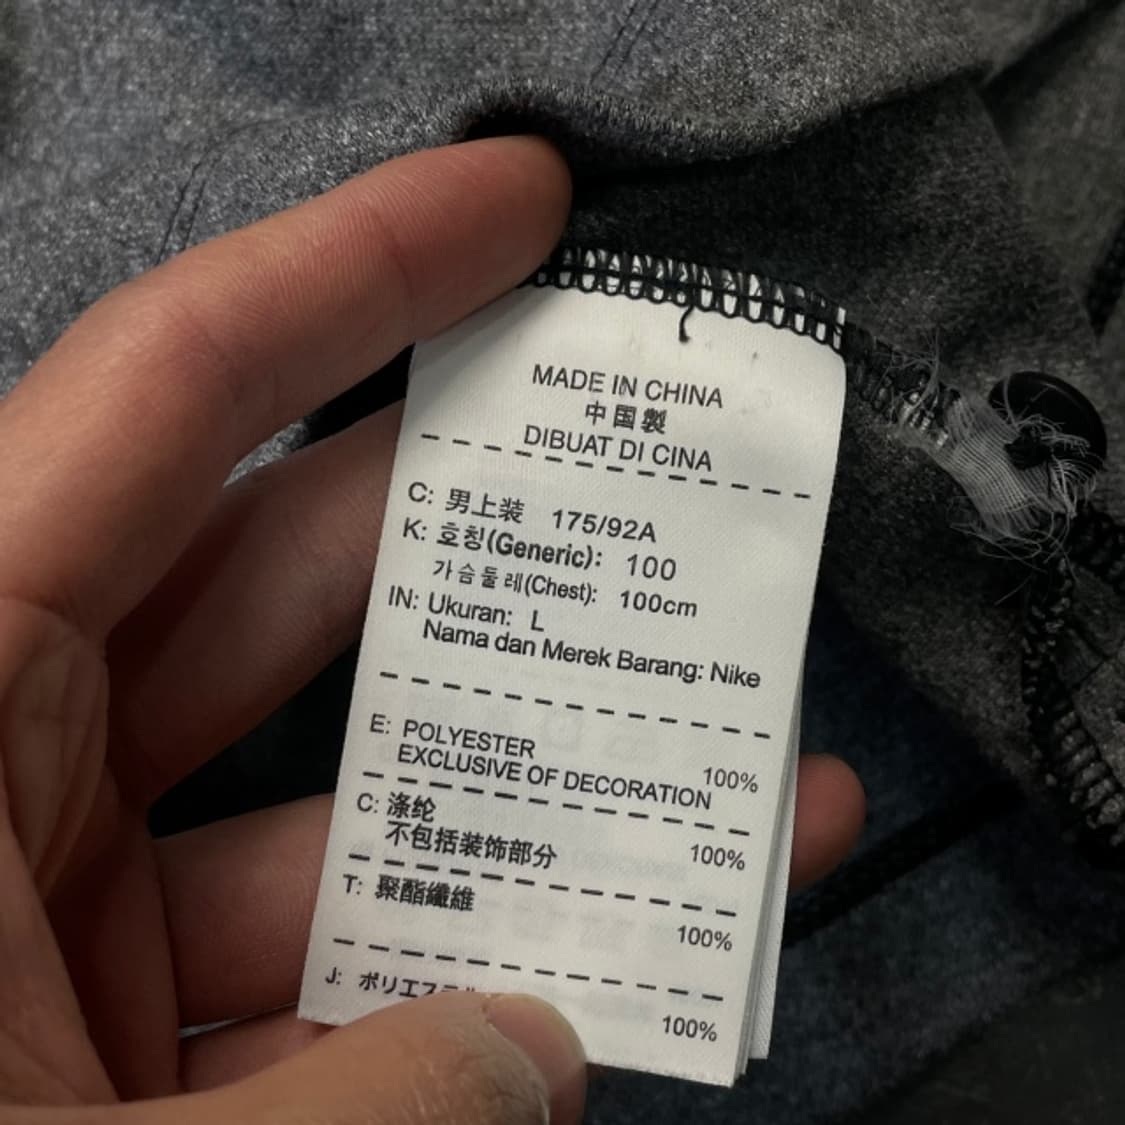 MADE IN CHINA
中国製
DIBUAT DI CINA
C: 男上装 175/92A
K: 호칭(Generic): 100
가슴둘레(Chest): 100cm
IN: Ukuran: L
Nama dan Merek Barang: Nike
E: POLYESTER 100%
EXCLUSIVE OF DECORATION
C: 涤纶 100%
不包括装饰部分
T: 聚酯纖維 100%
J: 100%